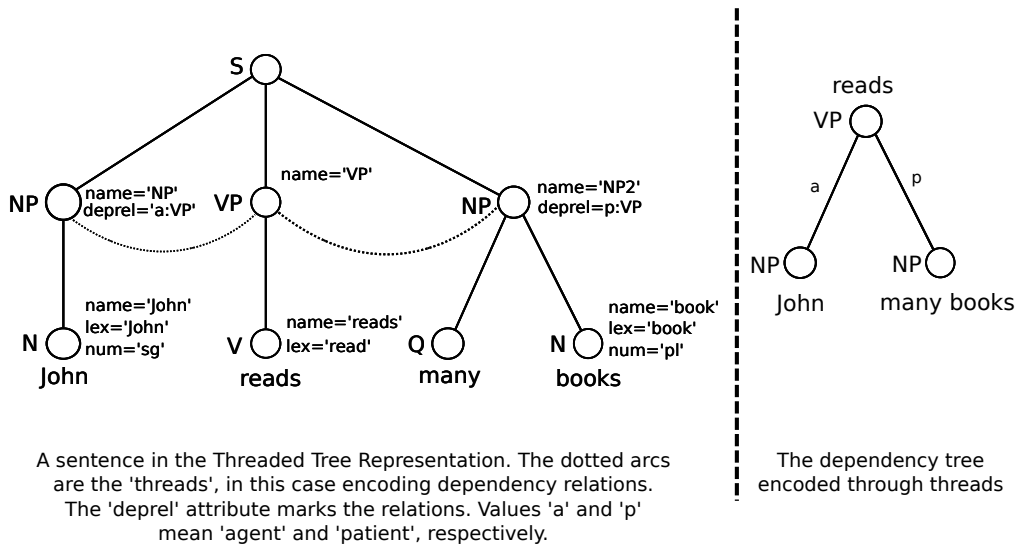 S
NP
name='NP'
deprel='a:VP'
VP
name='VP'
NP
name='NP2'
deprel=p:VP
N
name='John'
lex='John'
num='sg'
John
V
name='reads'
lex='read'
reads
Q
many
N
name='book'
lex='book'
num='pl'
books
A sentence in the Threaded Tree Representation. The dotted arcs
are the 'threads', in this case encoding dependency relations.
The 'deprel' attribute marks the relations. Values 'a' and 'p'
mean 'agent' and 'patient', respectively.
reads
VP
a
p
NP
John
NP
many books
The dependency tree
encoded through threads